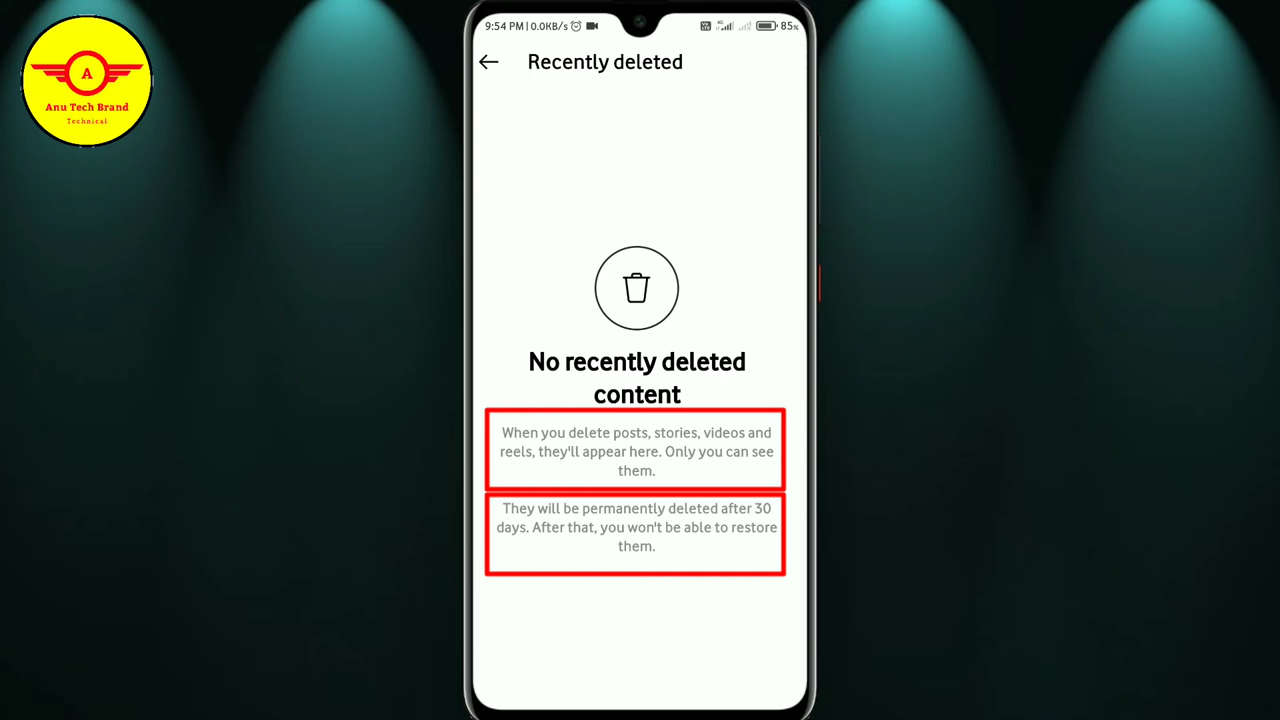 A
Anu Tech Brand
Technical
9:54 PM | 0.0KB/s
85%
Recently deleted
No recently deleted
content
When you delete posts, stories, videos and
reels, they'll appear here. Only you can see
them.
They will be permanently deleted after 30
days. After that, you won't be able to restore
them.